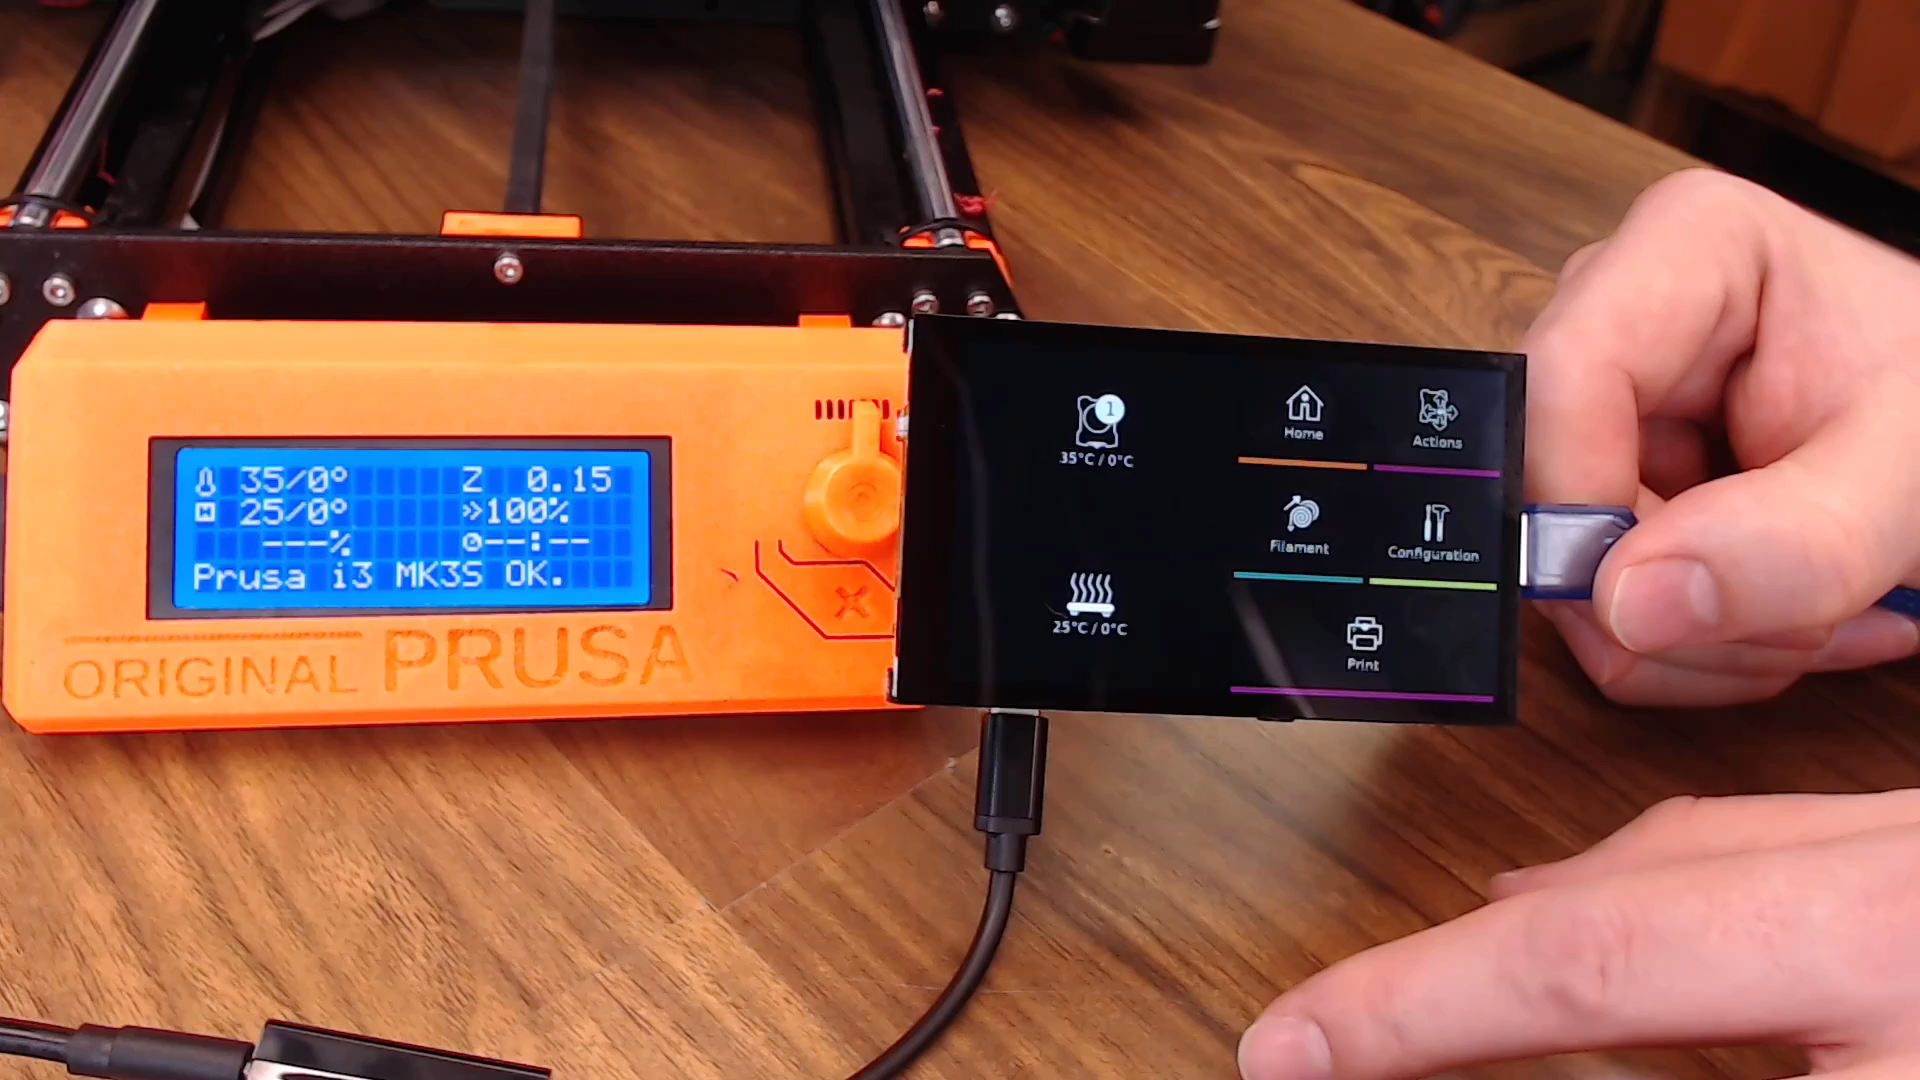 35/0° Z 0.15
25/0° »100%
---% --:--
Prusa i3 MK3S OK.
ORIGINAL PRUSA
1
35°C / 0°C
25°C / 0°C
Home
Actions
Filament
Configuration
Print